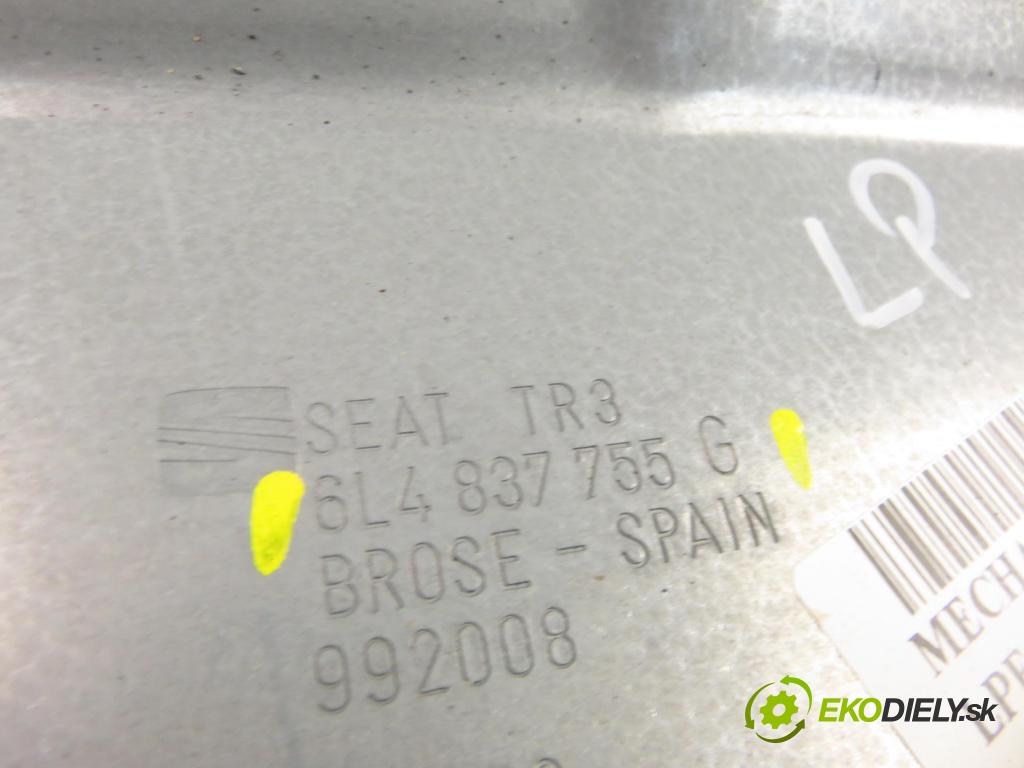 LP
SEAT TR3
6L4 837 755 G
BROSE - SPAIN
992008
EKODIELY.sk